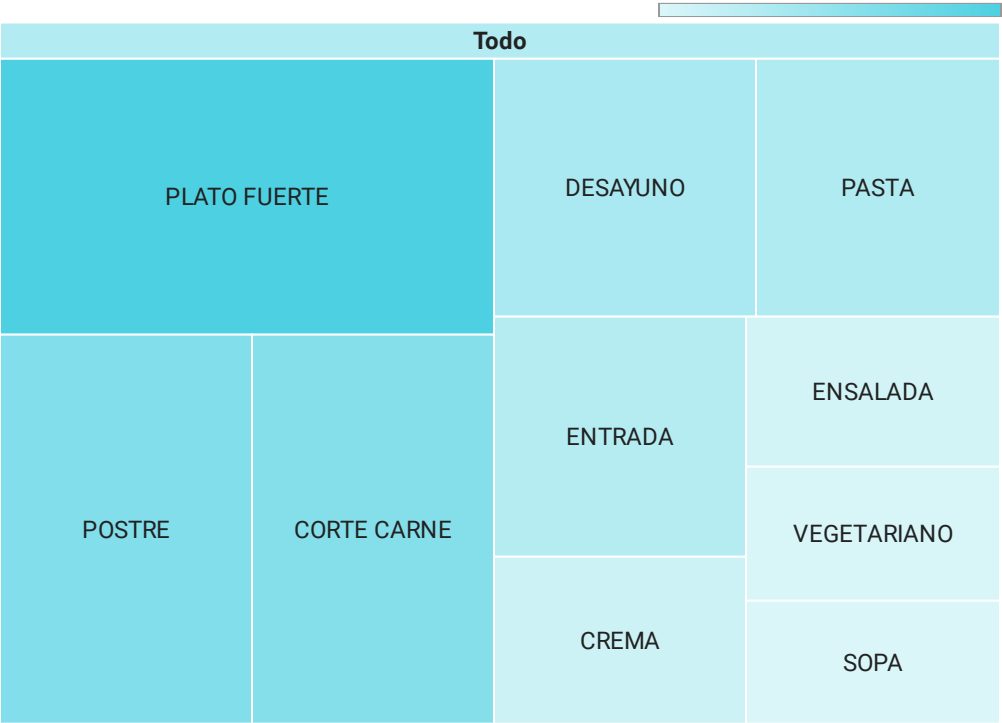 Todo
PLATO FUERTE
DESAYUNO
PASTA
POSTRE
CORTE CARNE
ENTRADA
ENSALADA
VEGETARIANO
CREMA
SOPA